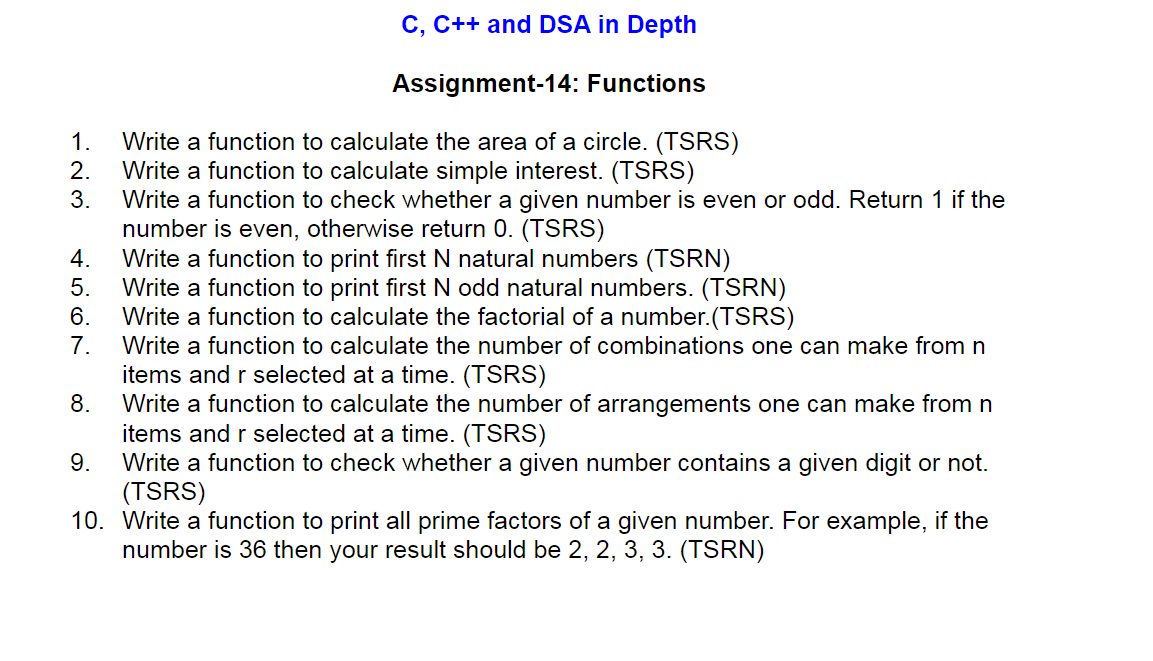 C, C++ and DSA in Depth
Assignment-14: Functions
1. Write a function to calculate the area of a circle. (TSRS)
2. Write a function to calculate simple interest. (TSRS)
3. Write a function to check whether a given number is even or odd. Return 1 if the
number is even, otherwise return 0. (TSRS)
4. Write a function to print first N natural numbers (TSRN)
5. Write a function to print first N odd natural numbers. (TSRN)
6. Write a function to calculate the factorial of a number.(TSRS)
7. Write a function to calculate the number of combinations one can make from n
items and r selected at a time. (TSRS)
8. Write a function to calculate the number of arrangements one can make from n
items and r selected at a time. (TSRS)
9. Write a function to check whether a given number contains a given digit or not.
(TSRS)
10. Write a function to print all prime factors of a given number. For example, if the
number is 36 then your result should be 2, 2, 3, 3. (TSRN)